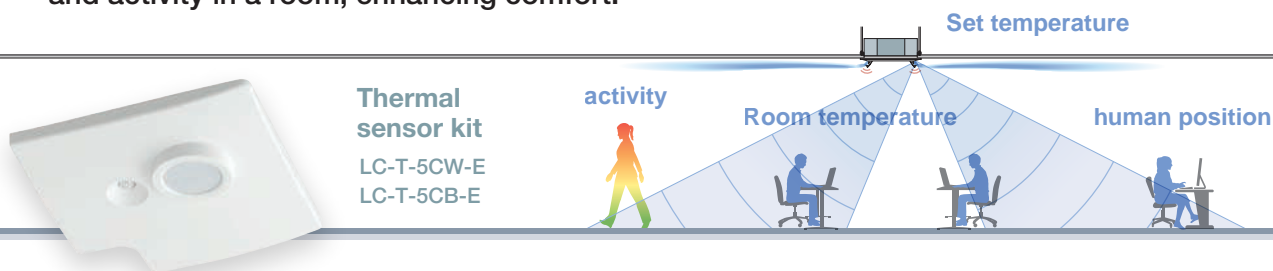 and activity in a room, enhancing comfort.
Set temperature
Thermal
sensor kit
LC-T-5CW-E
LC-T-5CB-E
activity
Room temperature
human position